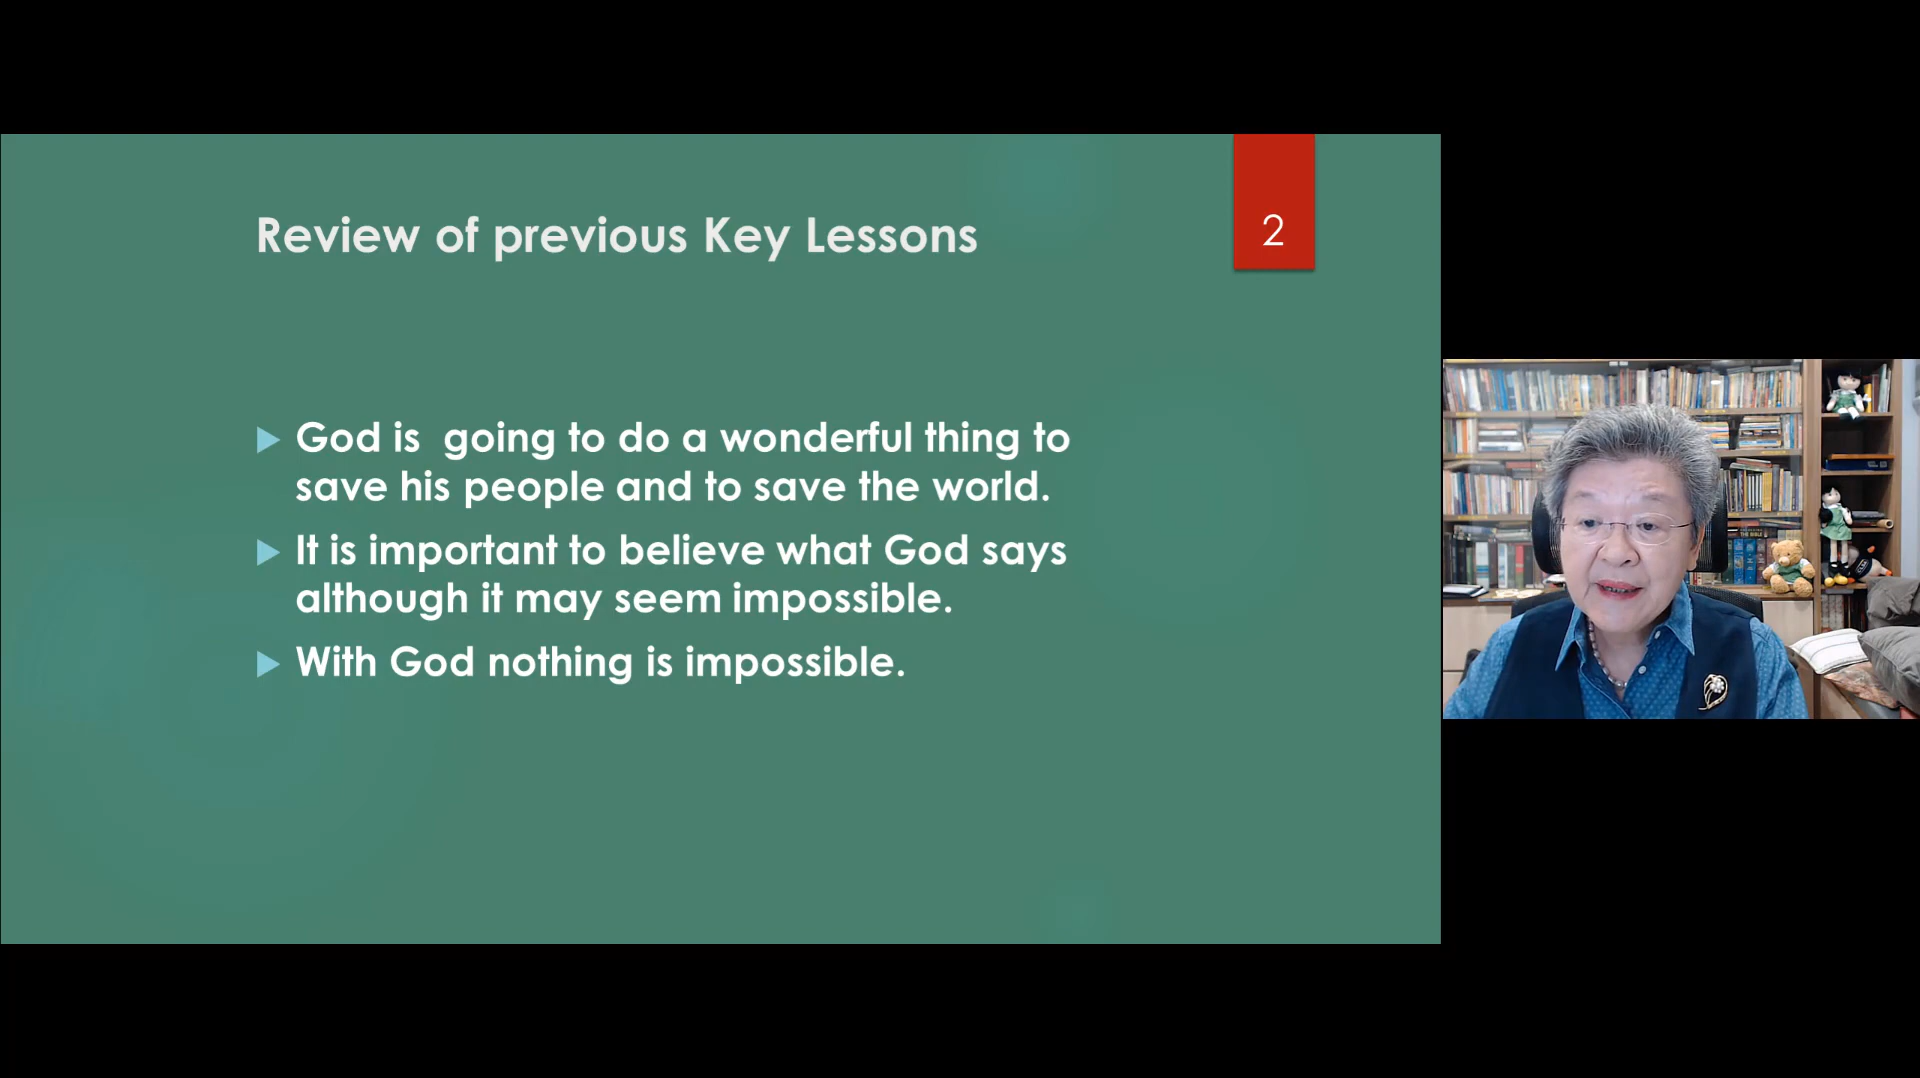 Review of previous Key Lessons
2
God is going to do a wonderful thing to
save his people and to save the world.
It is important to believe what God says
although it may seem impossible.
With God nothing is impossible.